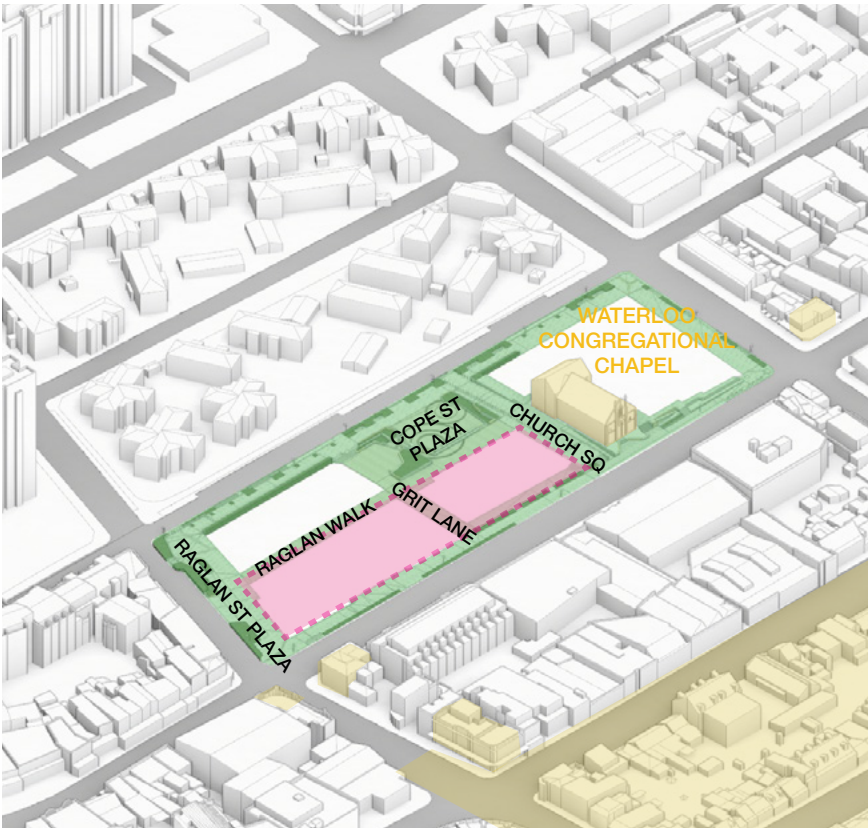 WATERLOO
CONGREGATIONAL
CHAPEL
COPE ST
PLAZA
CHURCH SQ
GRIT LANE
RAGLAN WALK
RAGLAN ST PLAZA